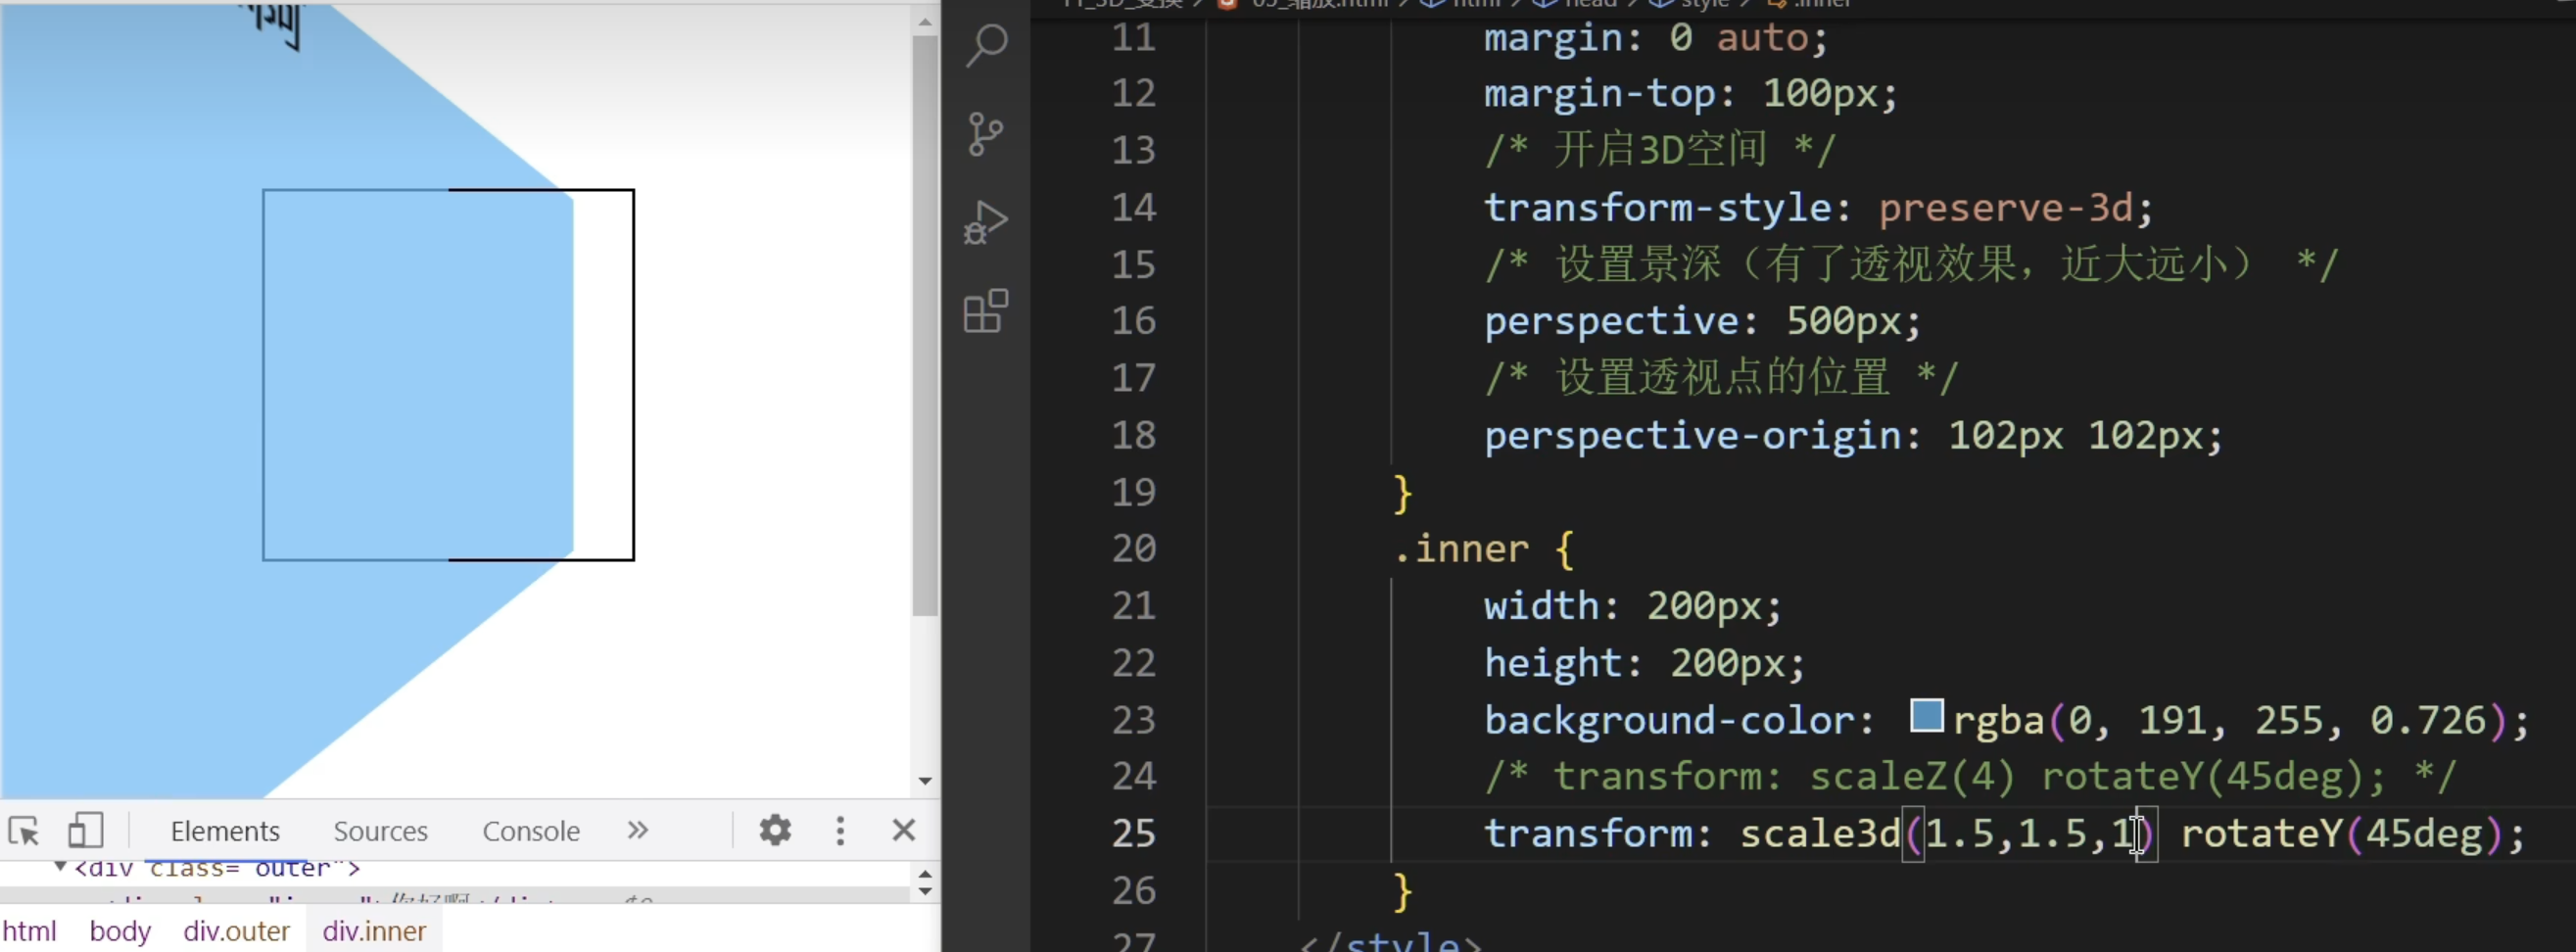 margin: 0 auto;
margin-top: 100px;
/* 开启3D空间 */
transform-style: preserve-3d;
/* 设置景深（有了透视效果，近大远小） */
perspective: 500px;
/* 设置透视点的位置 */
perspective-origin: 102px 102px;
}
.inner {
width: 200px;
height: 200px;
background-color: rgba(0, 191, 255, 0.726);
/* transform: scaleZ(4) rotateY(45deg); */
transform: scale3d(1.5,1.5,1) rotateY(45deg);
}
</style>
11
12
13
14
15
16
17
18
19
20
21
22
23
24
25
26
27
Elements Sources Console »
<div class="outer">
html body div.outer div.inner